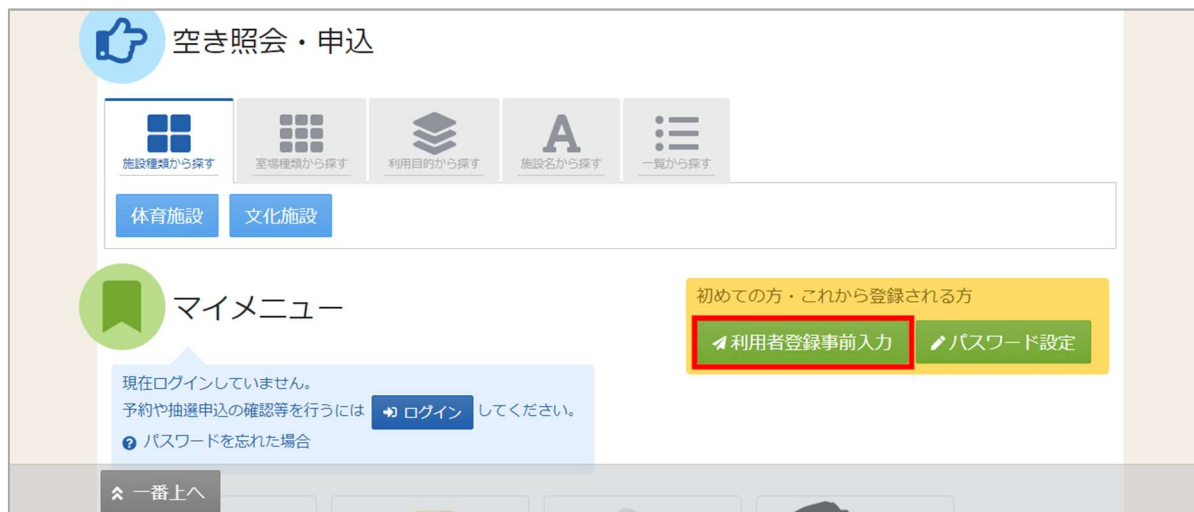 空き照会・申込
施設種類から探す
室場種類から探す
利用目的から探す
施設名から探す
一覧から探す
体育施設
文化施設
マイメニュー
初めての方・これから登録される方
利用者登録事前入力
パスワード設定
現在ログインしていません。
予約や抽選申込の確認等を行うには ログイン してください。
パスワードを忘れた場合
一番上へ